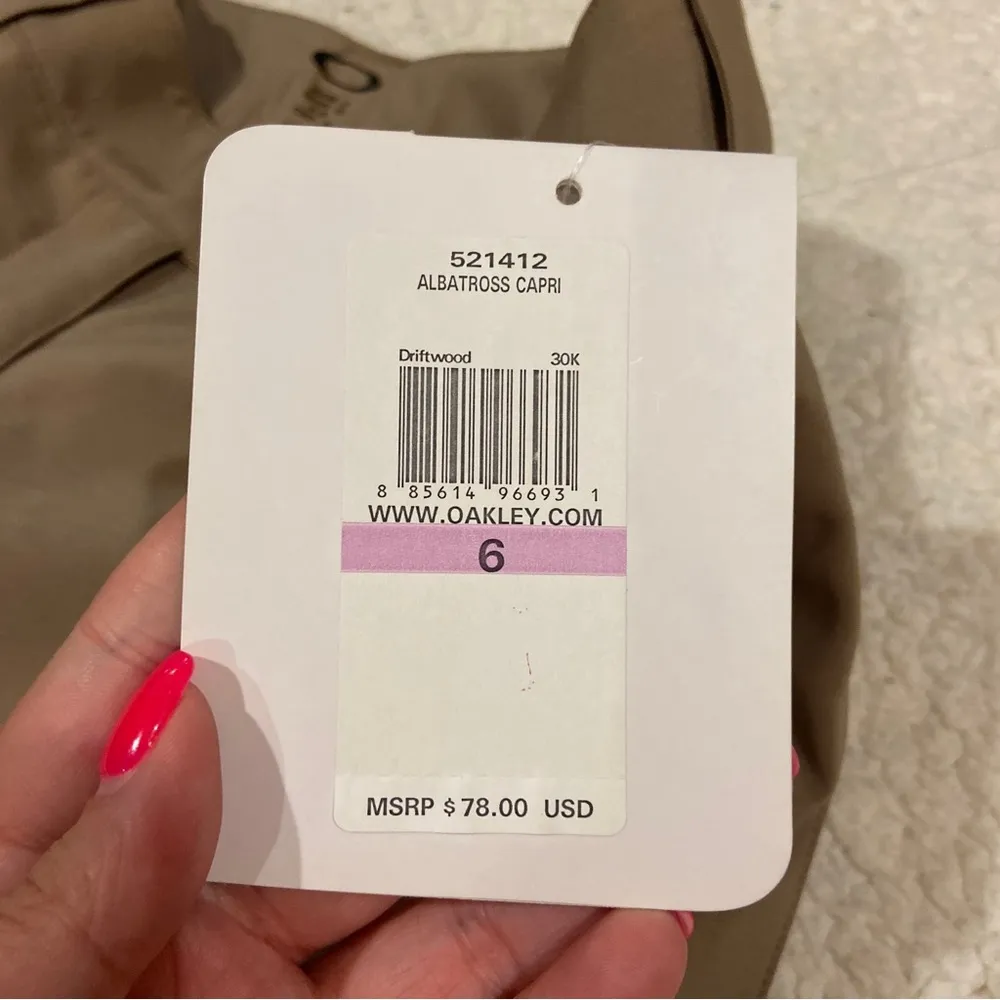 521412
ALBATROSS CAPRI
Driftwood 30K
8 85614 96693 1
WWW.OAKLEY.COM
6
MSRP $ 78.00 USD